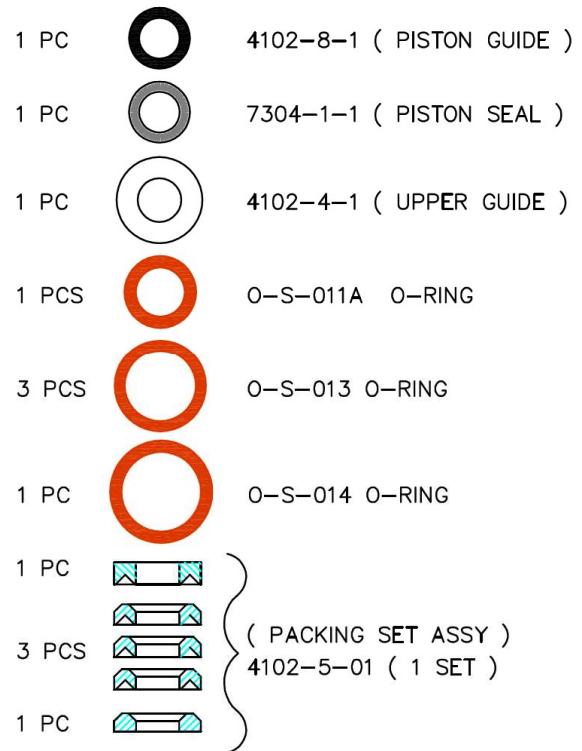 1 PC 4102-8-1 ( PISTON GUIDE )
1 PC 7304-1-1 ( PISTON SEAL )
1 PC 4102-4-1 ( UPPER GUIDE )
1 PCS O-S-011A O-RING
3 PCS O-S-013 O-RING
1 PC O-S-014 O-RING
1 PC
( PACKING SET ASSY )
3 PCS 4102-5-01 ( 1 SET )
1 PC